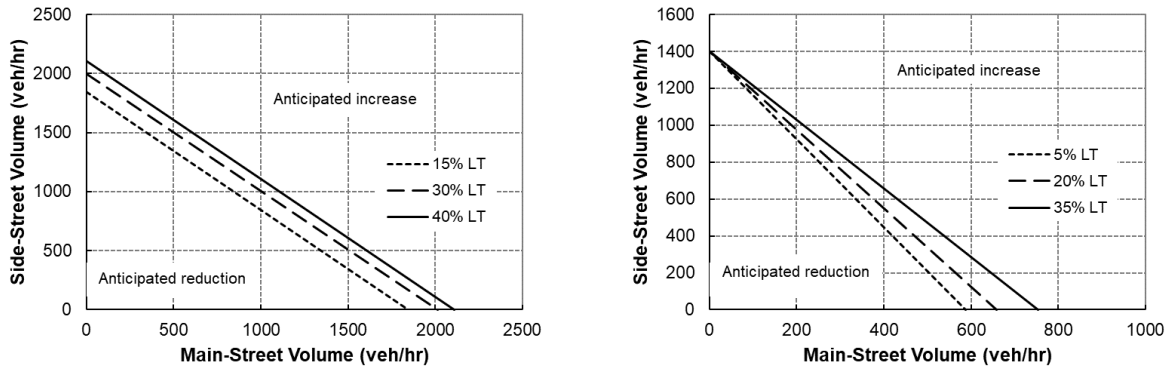 2500
2000
1500
1000
500
0
Side-Street Volume (veh/hr)
Anticipated increase
15% LT
30% LT
40% LT
Anticipated reduction
0 500 1000 1500 2000 2500
Main-Street Volume (veh/hr)
1600
1400
1200
1000
800
600
400
200
0
Side-Street Volume (veh/hr)
Anticipated increase
5% LT
20% LT
35% LT
Anticipated reduction
0 200 400 600 800 1000
Main-Street Volume (veh/hr)